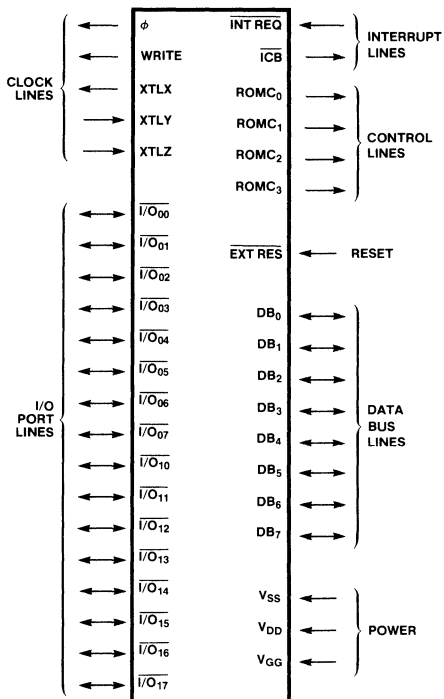 CLOCK
LINES
φ
WRITE
XTLX
XTLY
XTLZ
I/O
PORT
LINES
I/O₀₀
I/O₀₁
I/O₀₂
I/O₀₃
I/O₀₄
I/O₀₅
I/O₀₆
I/O₀₇
I/O₁₀
I/O₁₁
I/O₁₂
I/O₁₃
I/O₁₄
I/O₁₅
I/O₁₆
I/O₁₇
INT REQ
ICB
INTERRUPT
LINES
ROMC₀
ROMC₁
ROMC₂
ROMC₃
CONTROL
LINES
EXT RES
RESET
DB₀
DB₁
DB₂
DB₃
DB₄
DB₅
DB₆
DB₇
DATA
BUS
LINES
VSS
VDD
VGG
POWER